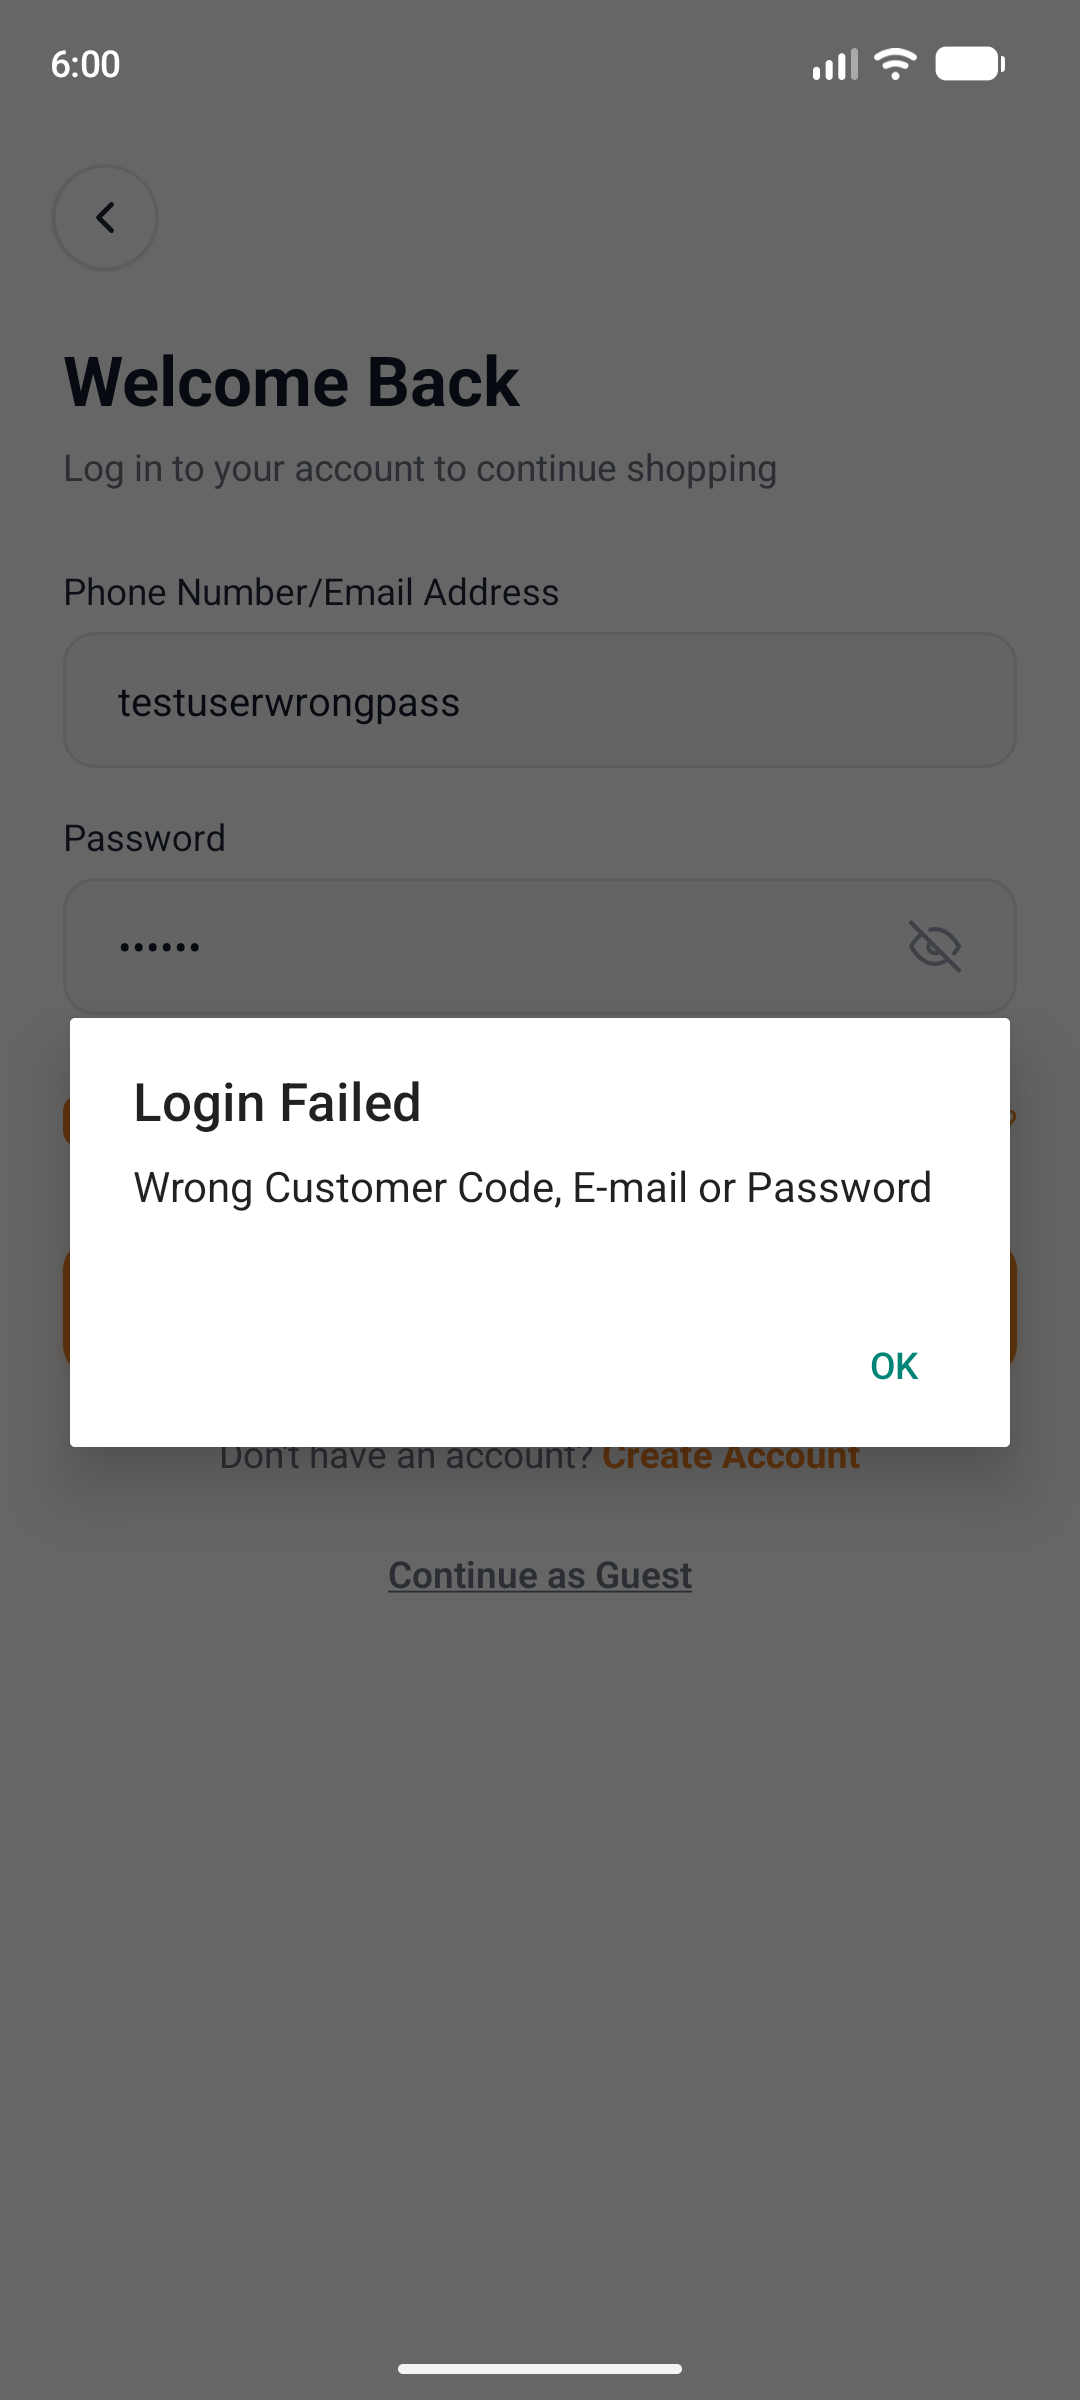 6:00
Welcome Back
Log in to your account to continue shopping
Phone Number/Email Address
testuserwrongpass
Password
••••••
Login Failed
Wrong Customer Code, E-mail or Password
OK
Don't have an account? Create Account
Continue as Guest